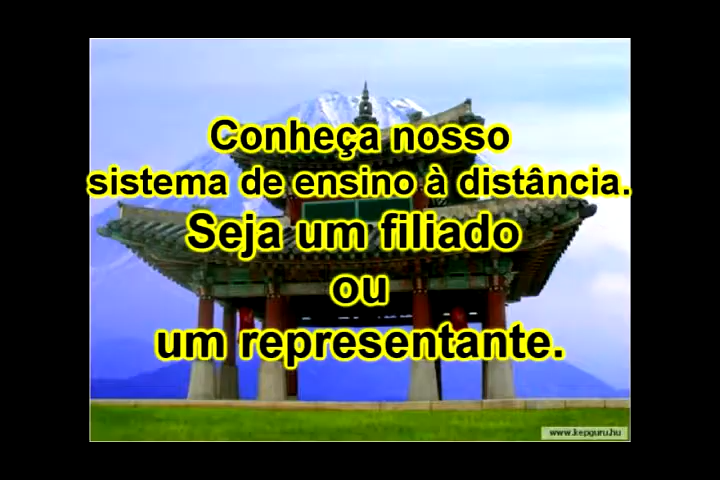 Conheça nosso
sistema de ensino à distância.
Seja um filiado
ou
um representante.
www.kepguru.hu